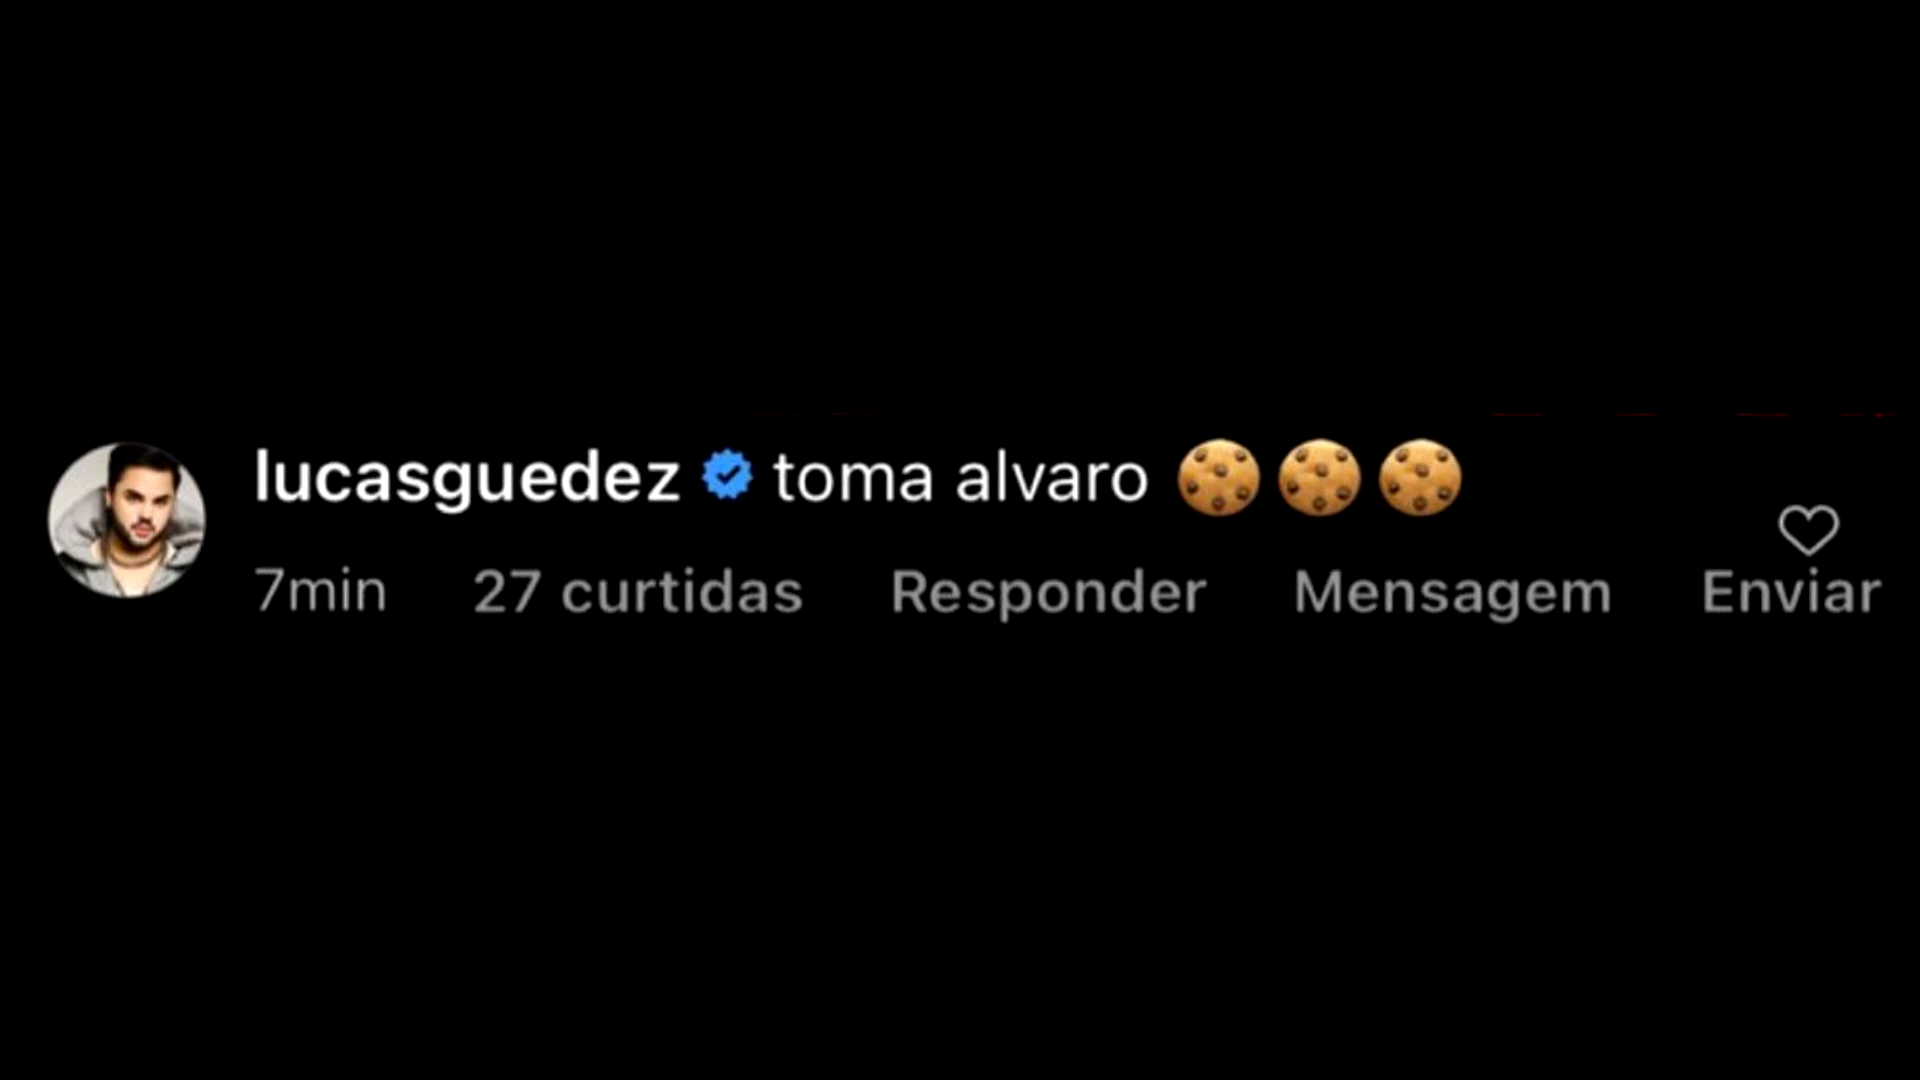 lucasguedez toma alvaro 🍪🍪🍪
7min 27 curtidas Responder Mensagem Enviar